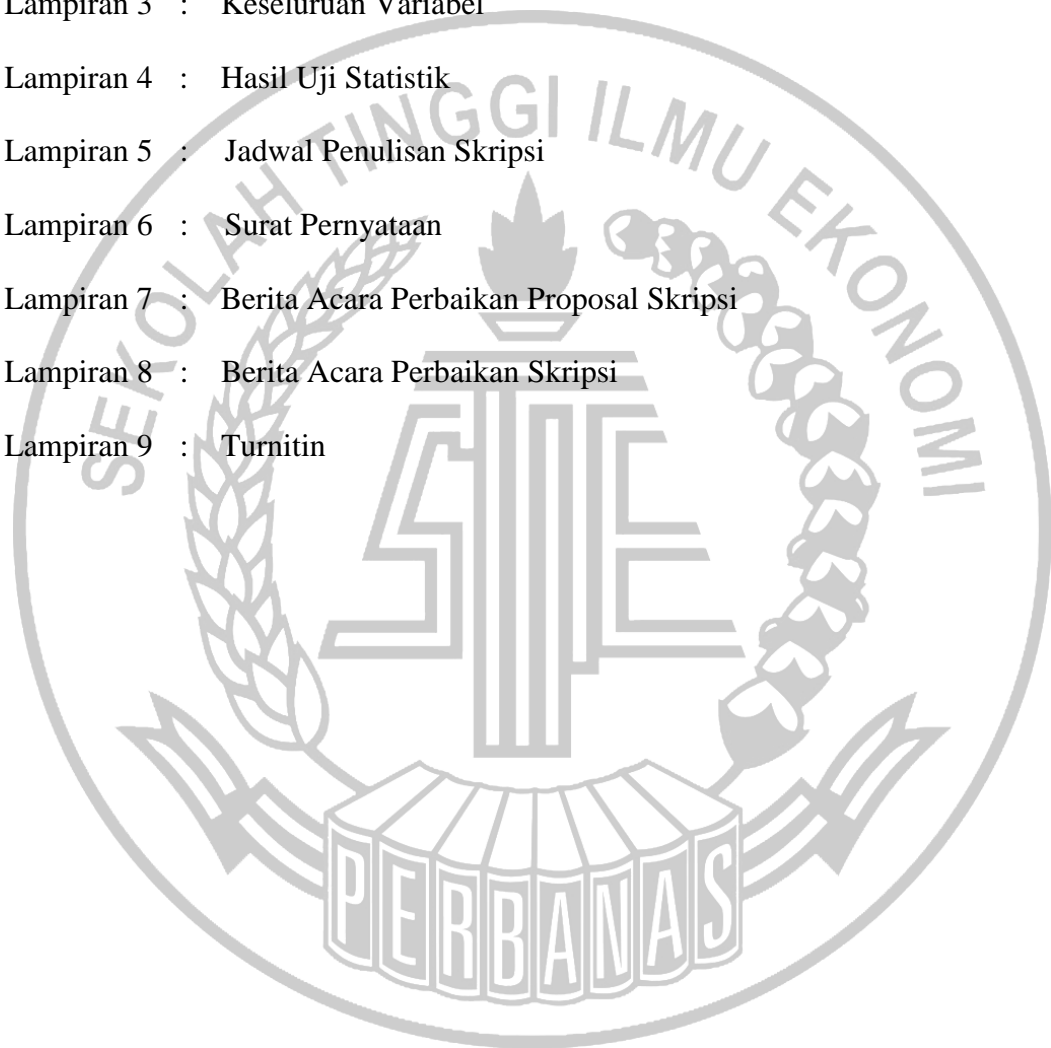 Lampiran 3 : Keseluruan Variabel
Lampiran 4 : Hasil Uji Statistik
Lampiran 5 : Jadwal Penulisan Skripsi
Lampiran 6 : Surat Pernyataan
Lampiran 7 : Berita Acara Perbaikan Proposal Skripsi
Lampiran 8 : Berita Acara Perbaikan Skripsi
Lampiran 9 : Turnitin
SEKOLAH TINGGI ILMU EKONOMI
STIE
PERBANAS